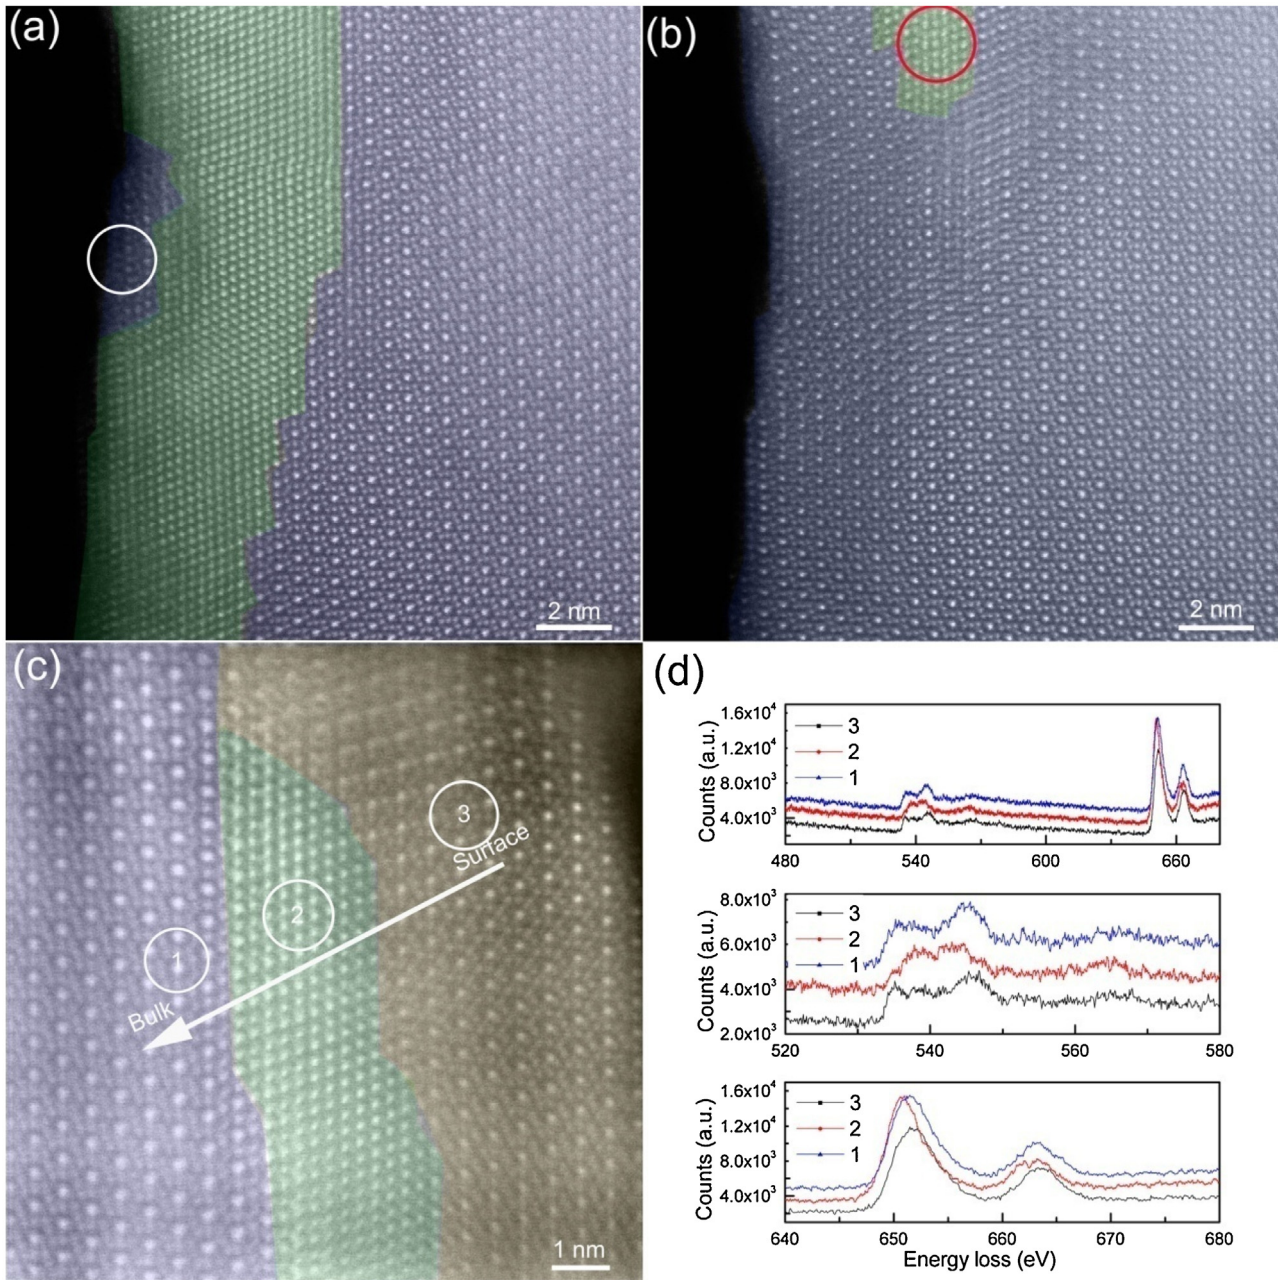 (a)
2 nm
(b)
2 nm
(c)
1
2
3
Surface
Bulk
1 nm
(d)
Counts (a.u.)
1.6x10⁴
1.2x10⁴
8.0x10³
4.0x10³
3
2
1
480 540 600 660
Counts (a.u.)
8.0x10³
6.0x10³
4.0x10³
2.0x10³
3
2
1
520 540 560 580
Counts (a.u.)
1.6x10⁴
1.2x10⁴
8.0x10³
4.0x10³
3
2
1
640 650 660 670 680
Energy loss (eV)